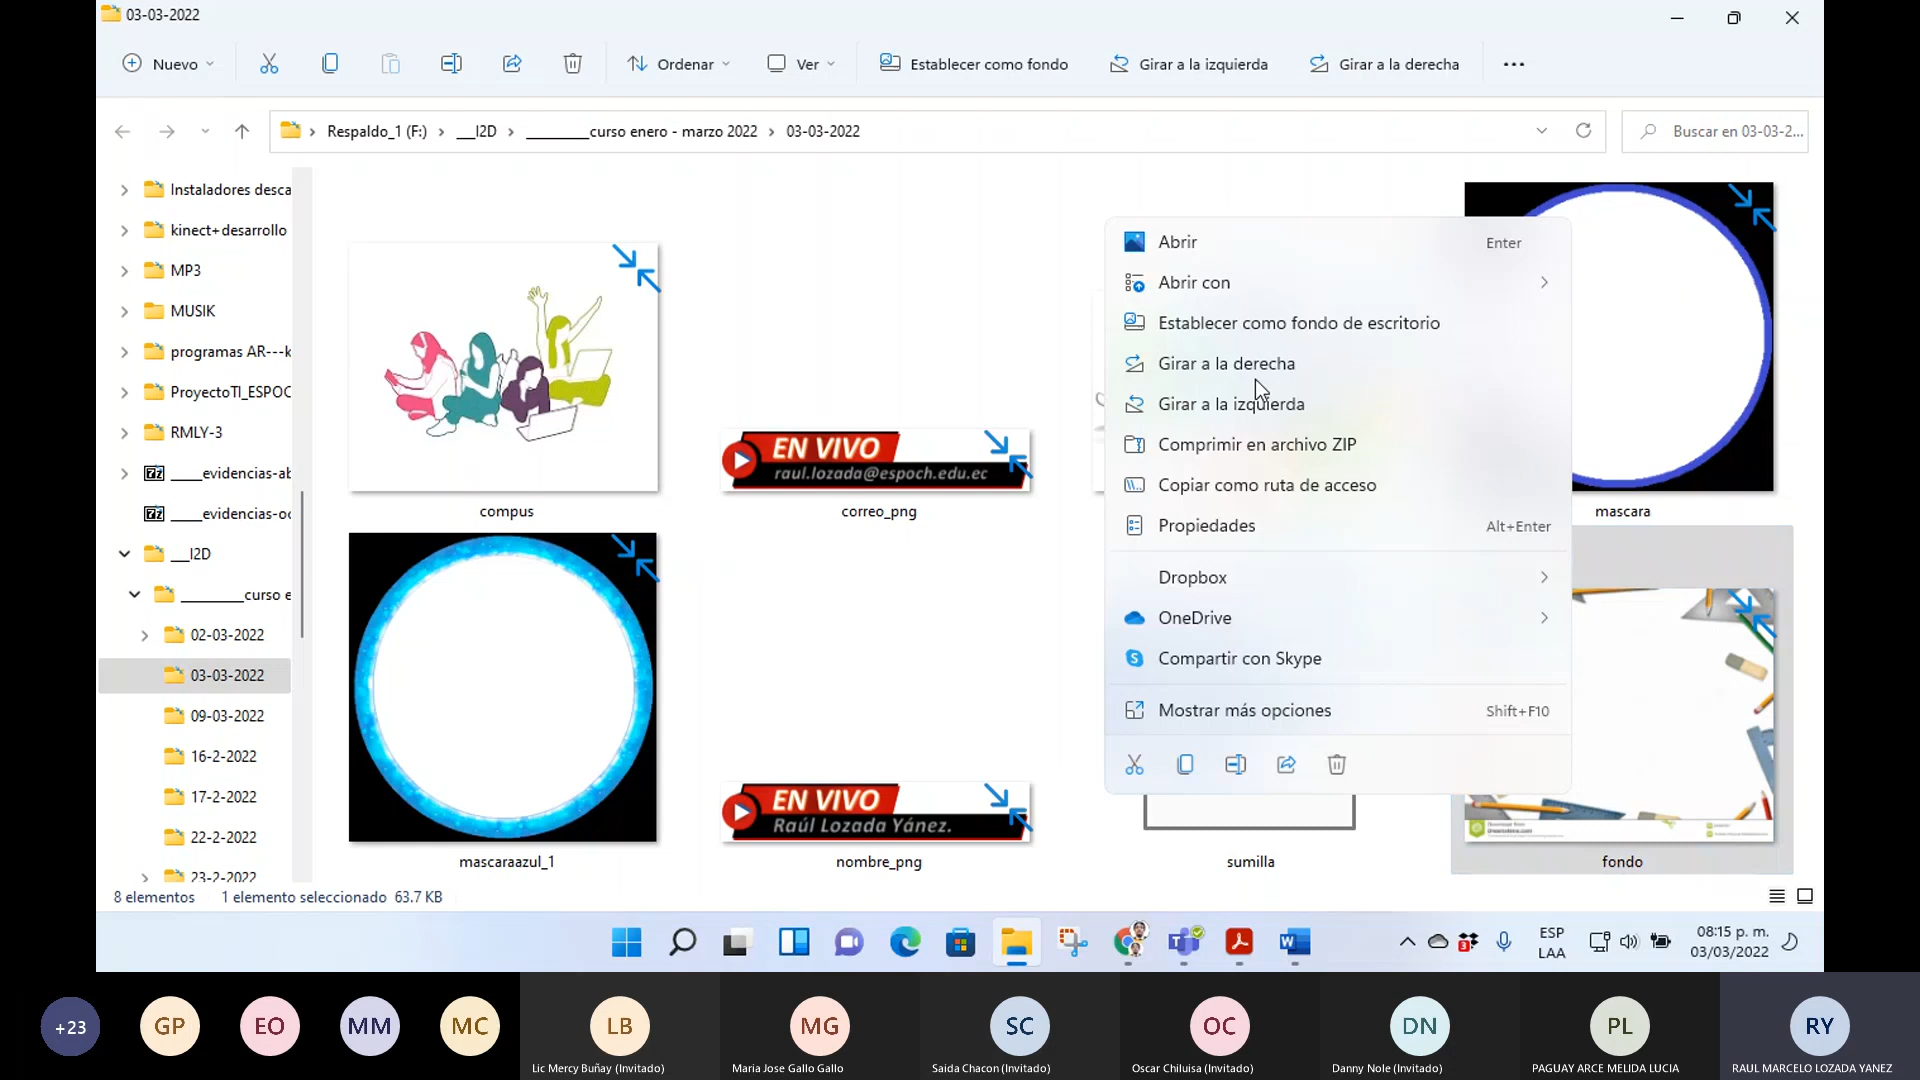 03-03-2022
Nuevo
Ordenar
Ver
Establecer como fondo
Girar a la izquierda
Girar a la derecha
Respaldo_1 (F:) > __I2D > ________curso enero - marzo 2022 > 03-03-2022
Buscar en 03-03-2...
Instaladores desca
kinect+desarrollo
MP3
MUSIK
programas AR---k
ProyectoTI_ESPOC
RMLY-3
____evidencias-ab
____evidencias-oc
__I2D
________curso e
02-03-2022
03-03-2022
09-03-2022
16-2-2022
17-2-2022
22-2-2022
23-2-2022
compus
EN VIVO
raul.lozada@espoch.edu.ec
correo_png
mascara
mascaraazul_1
EN VIVO
Raúl Lozada Yánez.
nombre_png
sumilla
fondo
Abrir Enter
Abrir con
Establecer como fondo de escritorio
Girar a la derecha
Girar a la izquierda
Comprimir en archivo ZIP
Copiar como ruta de acceso
Propiedades Alt+Enter
Dropbox
OneDrive
Compartir con Skype
Mostrar más opciones Shift+F10
8 elementos
1 elemento seleccionado 63.7 KB
ESP
LAA
08:15 p. m.
03/03/2022
+23
GP
EO
MM
MC
LB
Lic Mercy Buñay (Invitado)
MG
Maria Jose Gallo Gallo
SC
Saida Chacon (Invitado)
OC
Oscar Chiluisa (Invitado)
DN
Danny Nole (Invitado)
PL
PAGUAY ARCE MELIDA LUCIA
RY
RAUL MARCELO LOZADA YANEZ